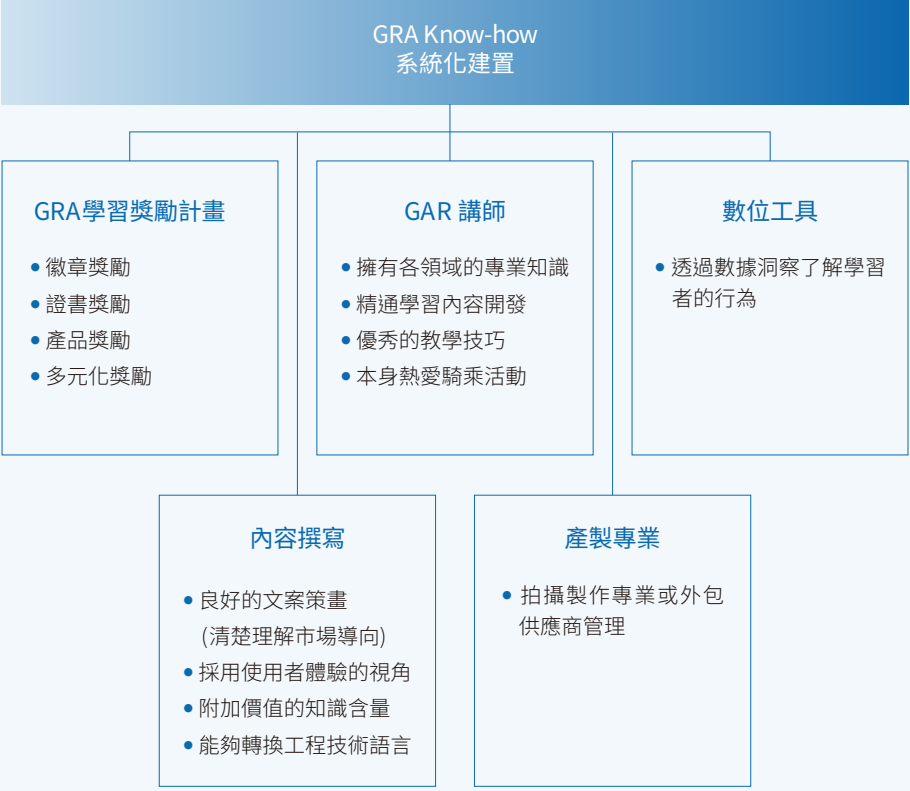 GRA Know-how
系統化建置
GRA學習獎勵計畫
徽章獎勵
證書獎勵
產品獎勵
多元化獎勵
GAR 講師
擁有各領域的專業知識
精通學習內容開發
優秀的教學技巧
本身熱愛騎乘活動
數位工具
透過數據洞察了解學習
者的行為
內容撰寫
良好的文案策畫
(清楚理解市場導向)
採用使用者體驗的視角
附加價值的知識含量
能夠轉換工程技術語言
產製專業
拍攝製作專業或外包
供應商管理